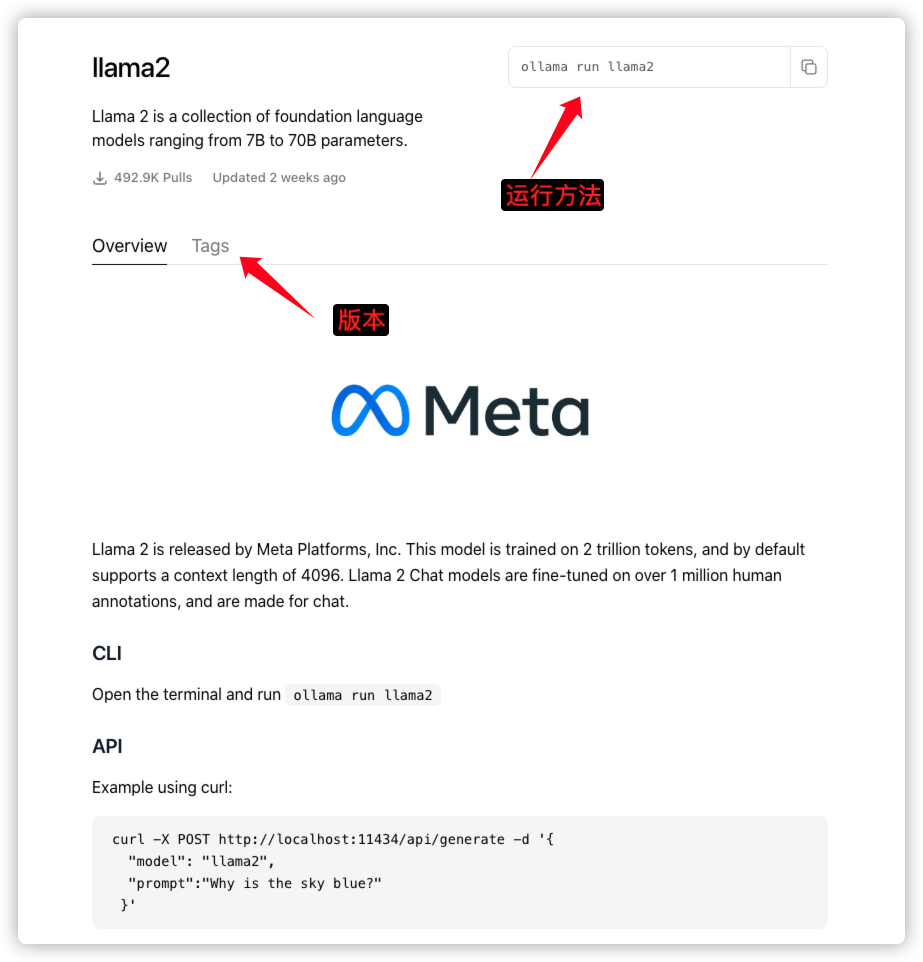 llama2
ollama run llama2
Llama 2 is a collection of foundation language
models ranging from 7B to 70B parameters.
492.9K Pulls Updated 2 weeks ago
运行方法
Overview Tags
版本
Meta
Llama 2 is released by Meta Platforms, Inc. This model is trained on 2 trillion tokens, and by default
supports a context length of 4096. Llama 2 Chat models are fine-tuned on over 1 million human
annotations, and are made for chat.
CLI
Open the terminal and run ollama run llama2
API
Example using curl:
curl -X POST http://localhost:11434/api/generate -d '{
"model": "llama2",
"prompt":"Why is the sky blue?"
}'